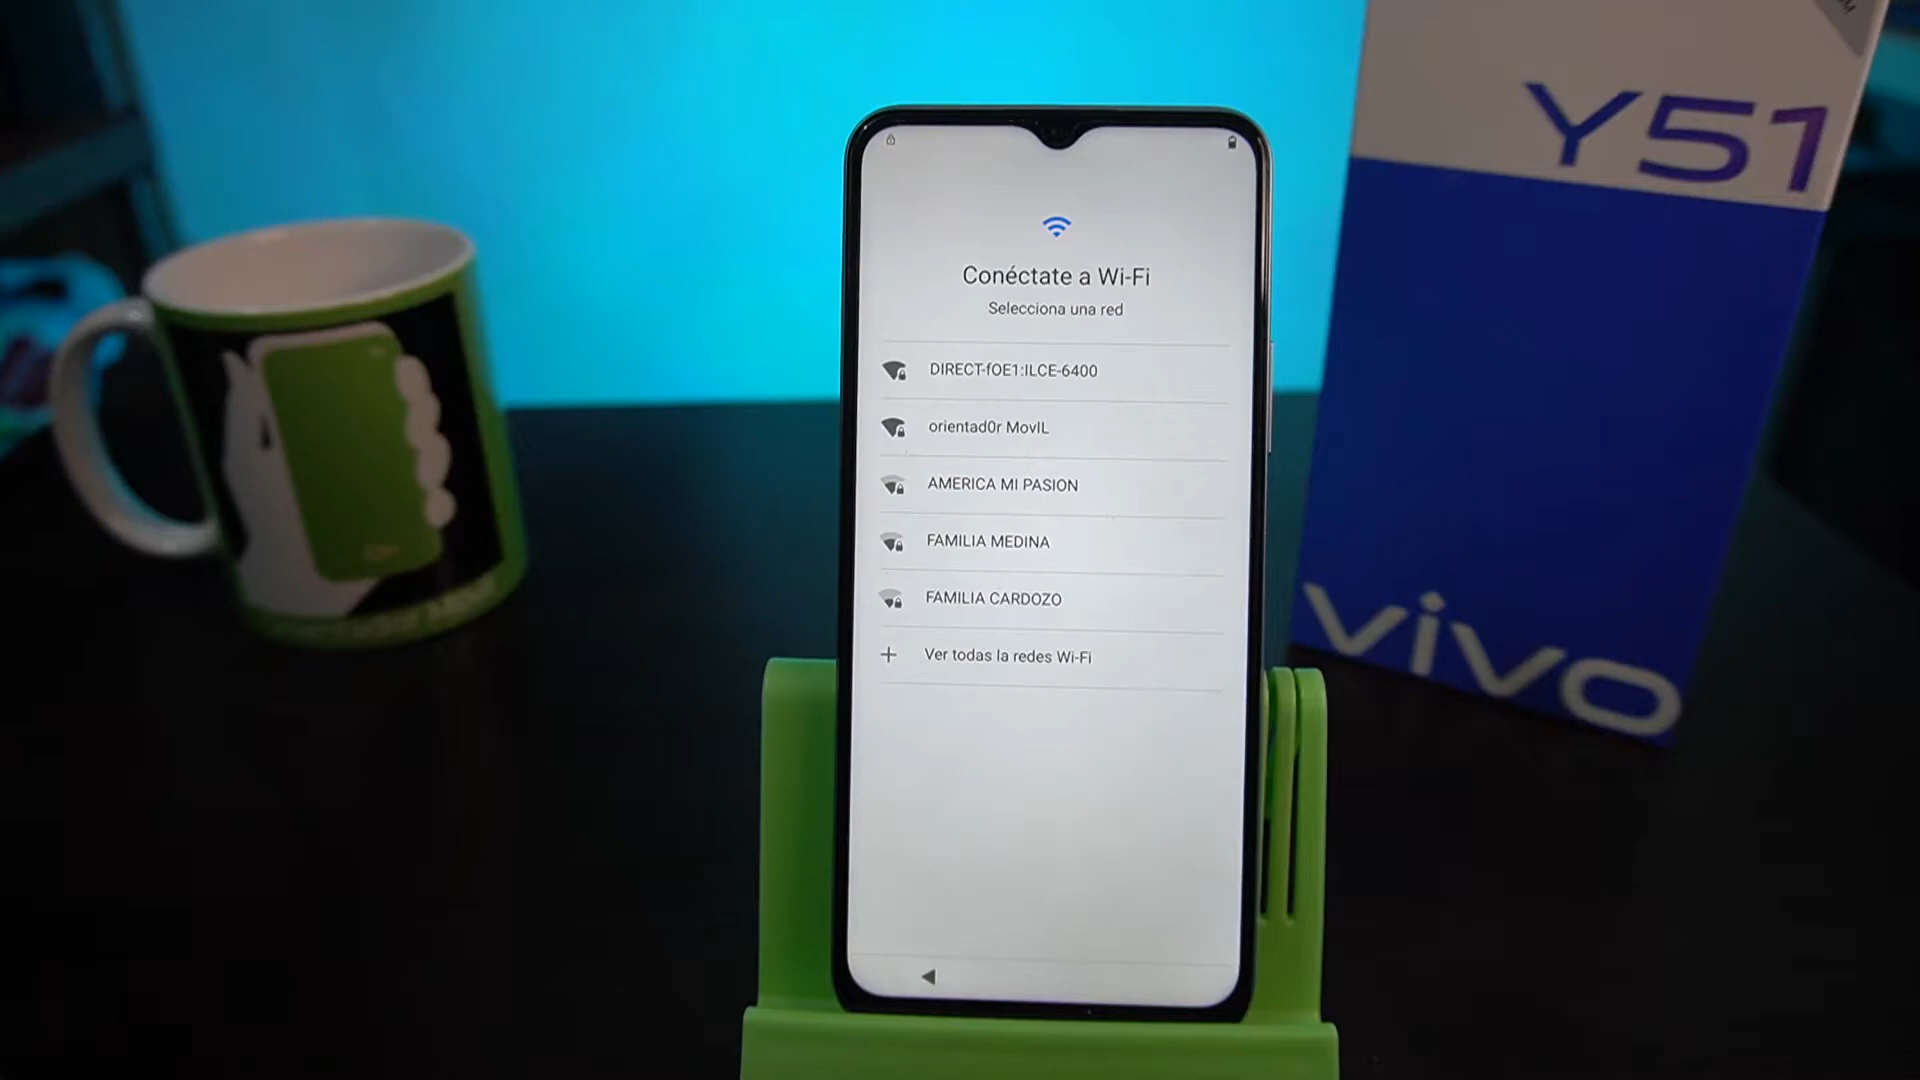 Conéctate a Wi-Fi
Selecciona una red
DIRECT-fOE1:ILCE-6400
orientad0r MovIL
AMERICA MI PASION
FAMILIA MEDINA
FAMILIA CARDOZO
Ver todas la redes Wi-Fi
Y51
vivo